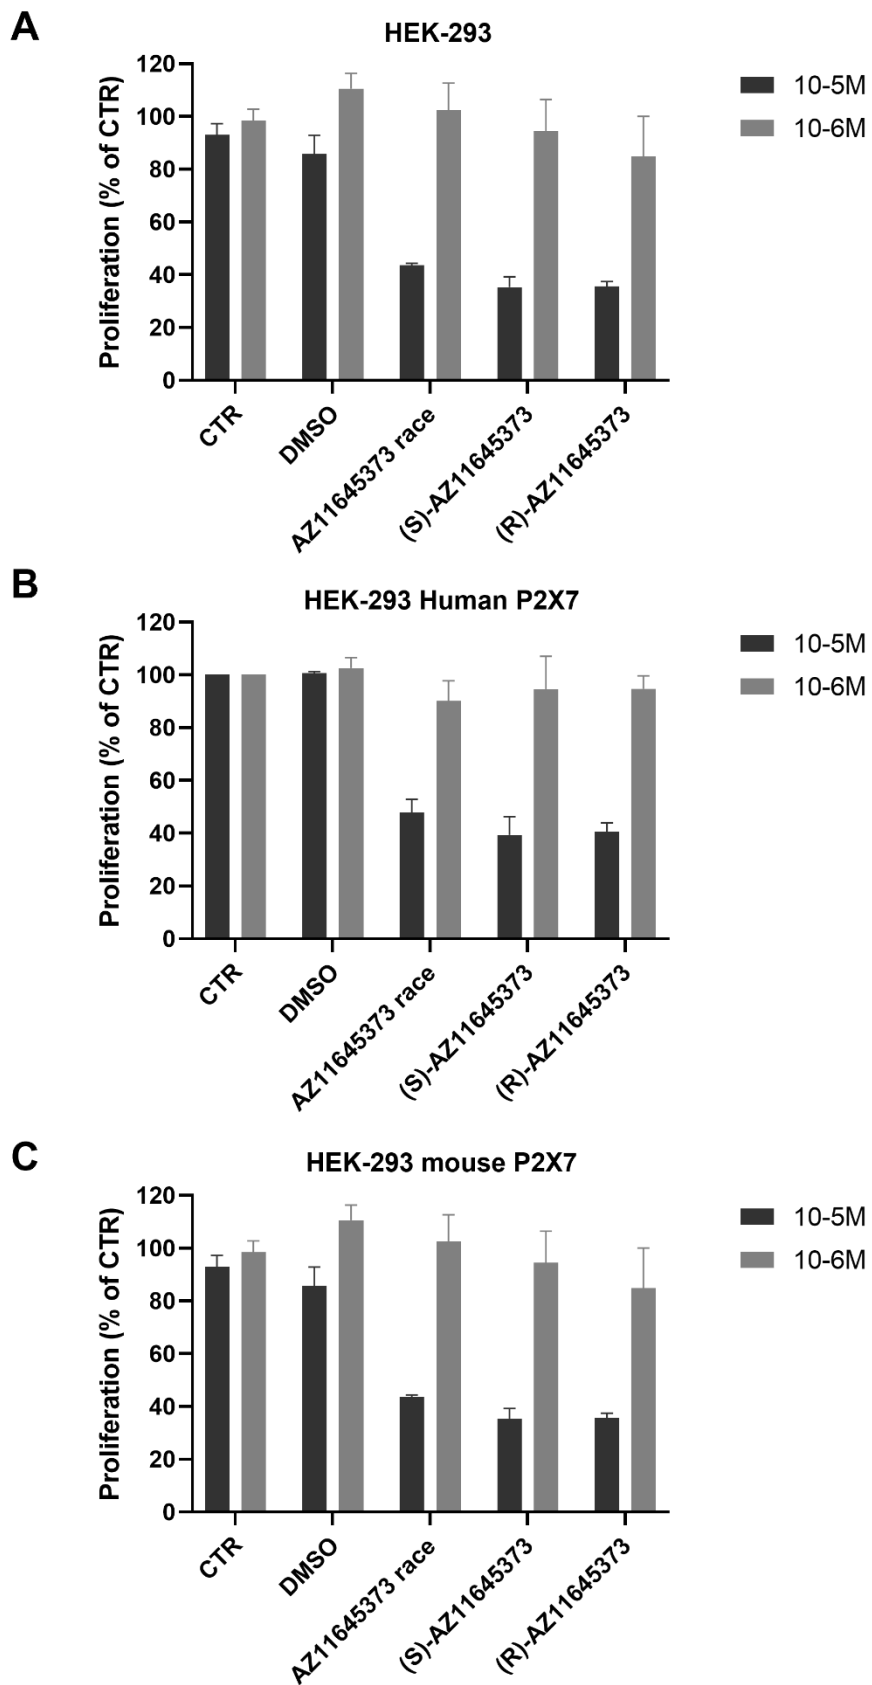 A
HEK-293
Proliferation (% of CTR)
120
100
80
60
40
20
0
CTR
DMSO
AZ11645373 race
(S)-AZ11645373
(R)-AZ11645373
10-5M
10-6M
B
HEK-293 Human P2X7
Proliferation (% of CTR)
120
100
80
60
40
20
0
CTR
DMSO
AZ11645373 race
(S)-AZ11645373
(R)-AZ11645373
10-5M
10-6M
C
HEK-293 mouse P2X7
Proliferation (% of CTR)
120
100
80
60
40
20
0
CTR
DMSO
AZ11645373 race
(S)-AZ11645373
(R)-AZ11645373
10-5M
10-6M